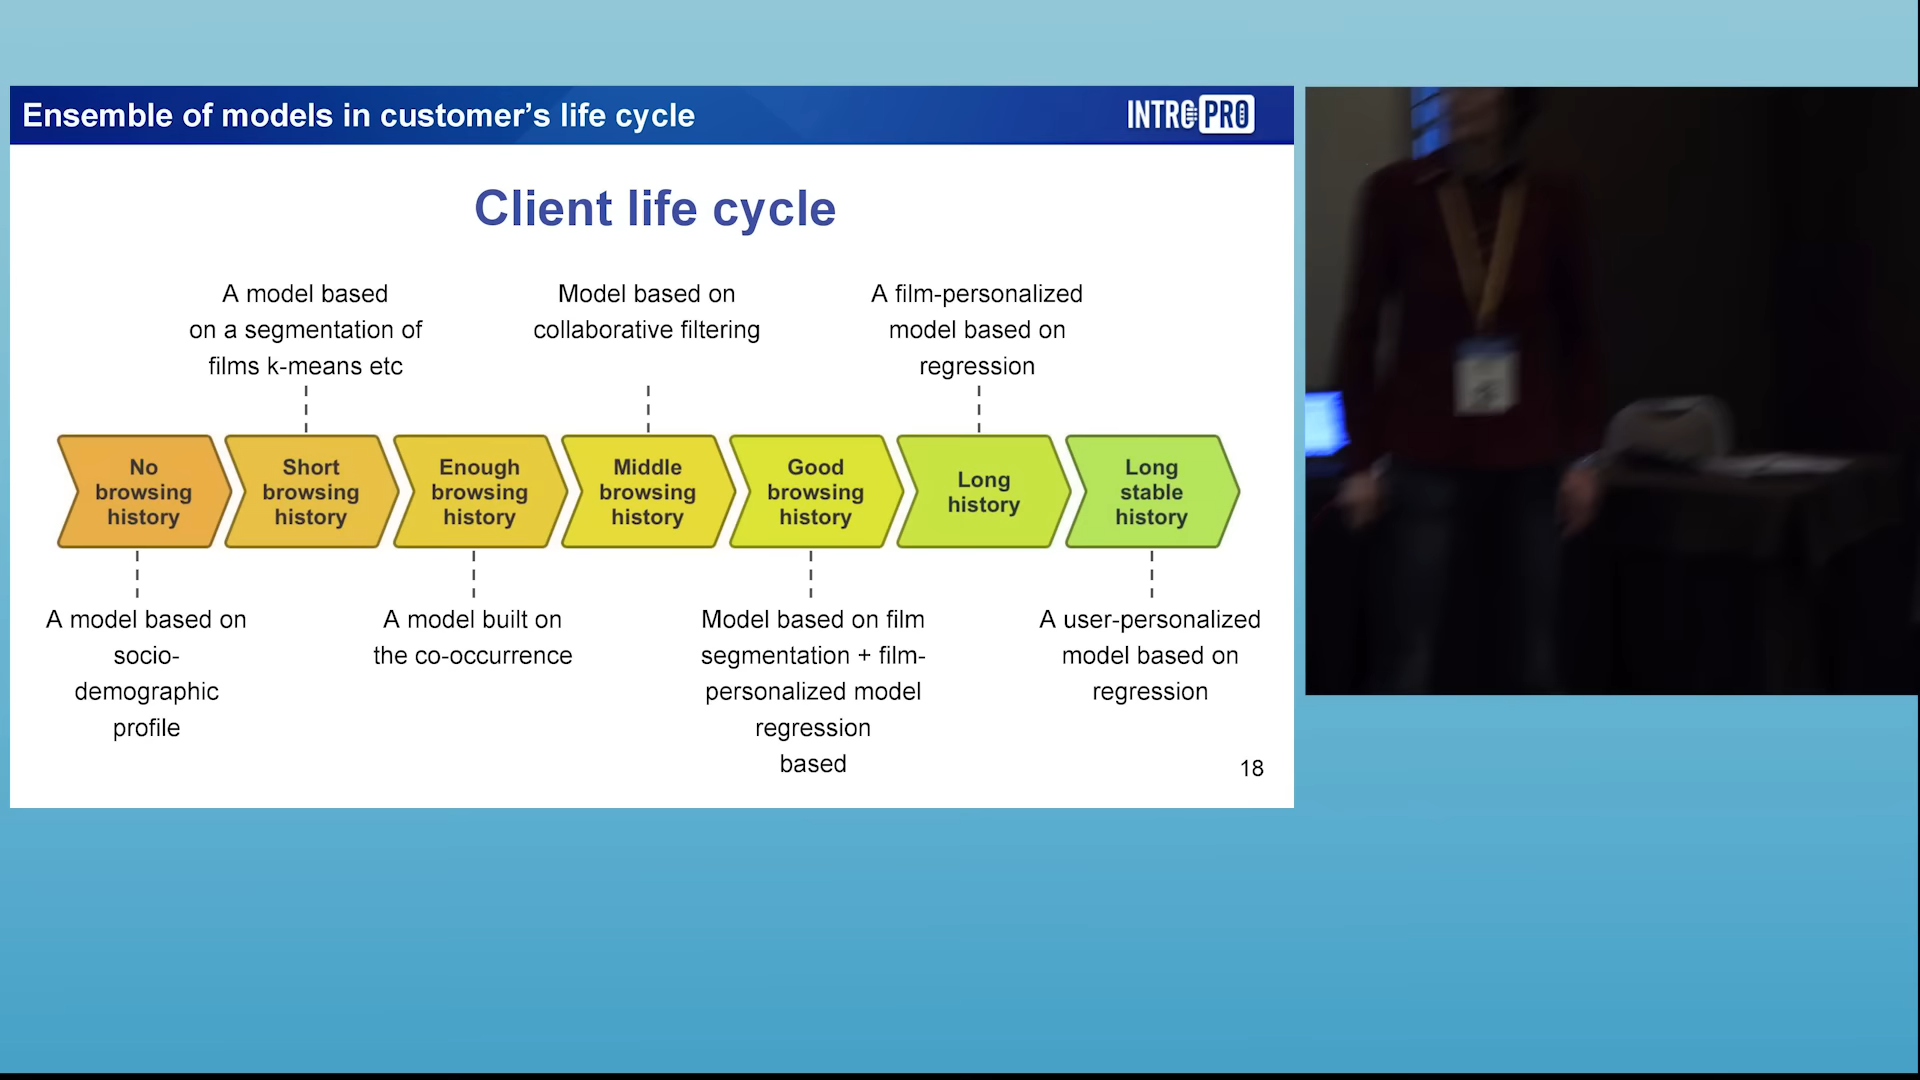 Ensemble of models in customer's life cycle
INTROPRO
Client life cycle
A model based
on a segmentation of
films k-means etc
Model based on
collaborative filtering
A film-personalized
model based on
regression
No
browsing
history
Short
browsing
history
Enough
browsing
history
Middle
browsing
history
Good
browsing
history
Long
history
Long
stable
history
A model based on
socio-
demographic
profile
A model built on
the co-occurrence
Model based on film
segmentation + film-
personalized model
regression
based
A user-personalized
model based on
regression
18